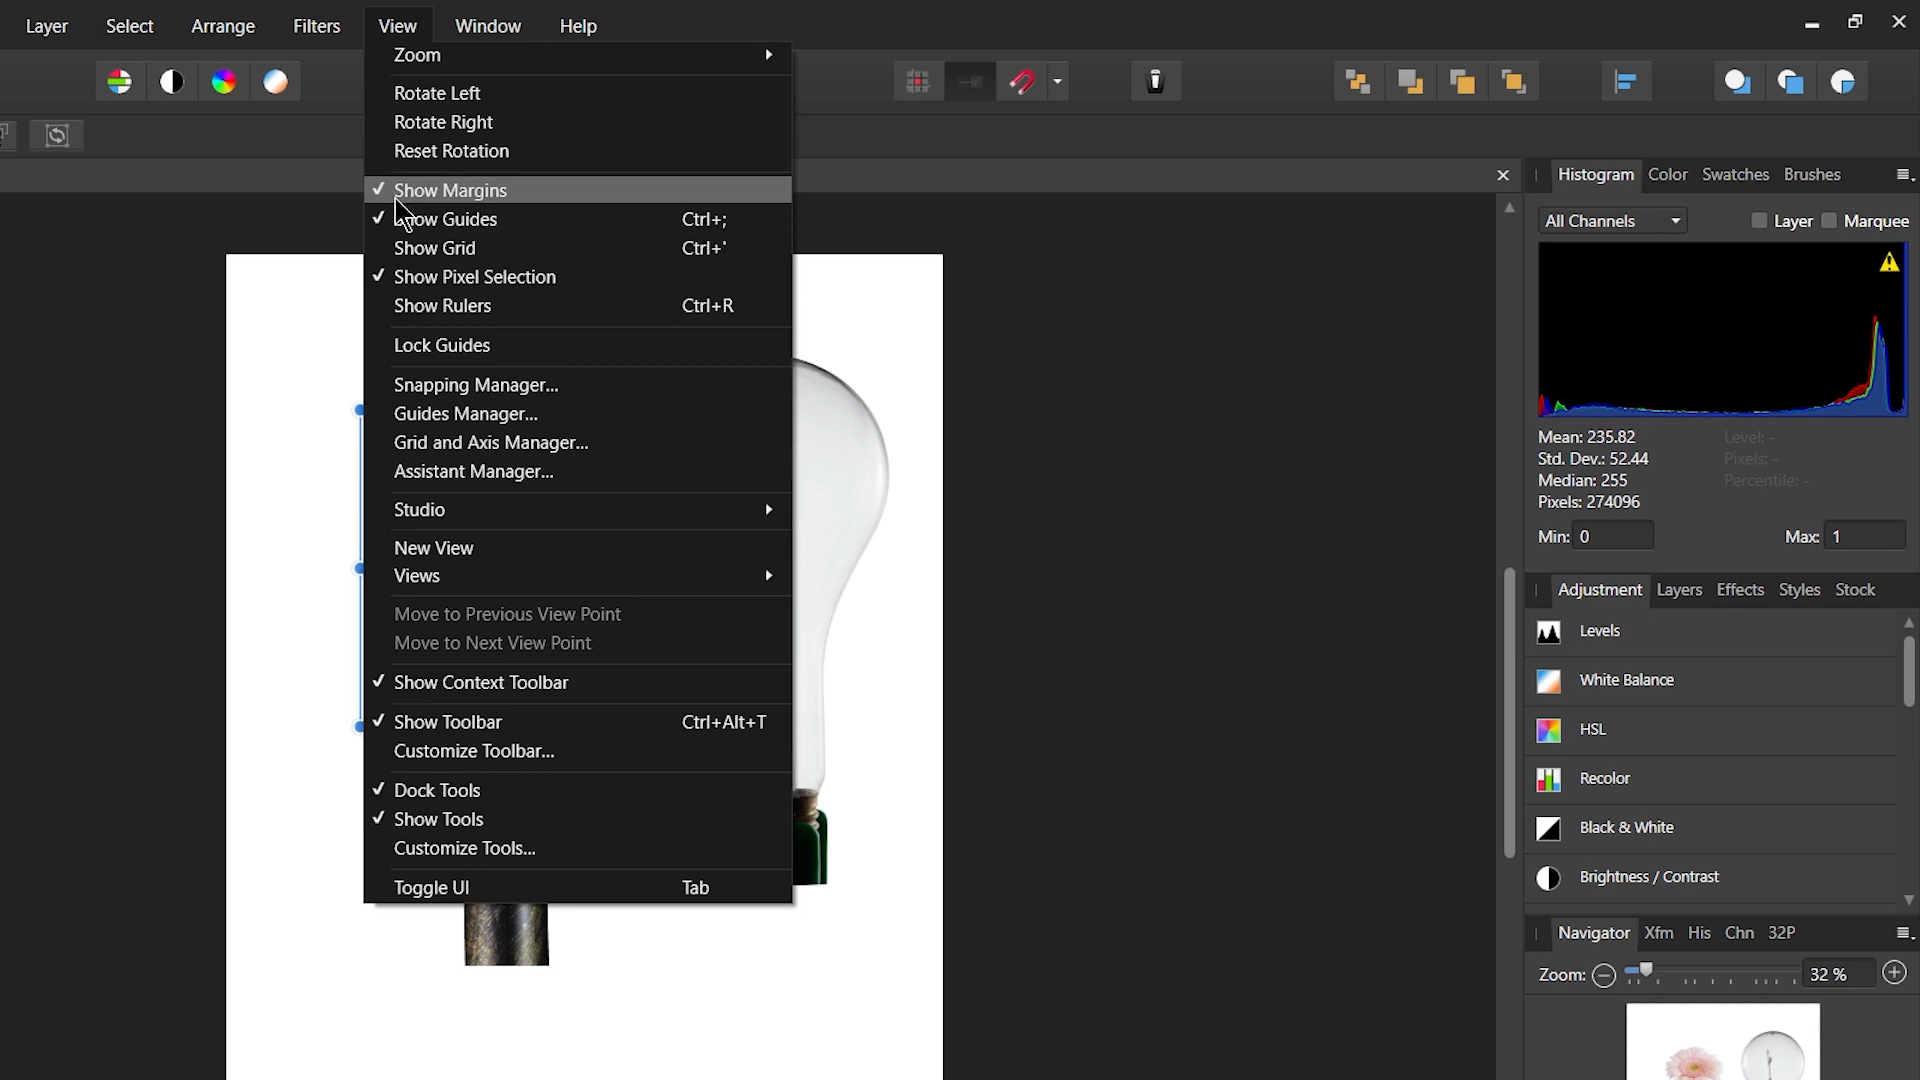 Layer Select Arrange Filters View Window Help
Zoom
Rotate Left
Rotate Right
Reset Rotation
Show Margins
Show Guides Ctrl+;
Show Grid Ctrl+'
Show Pixel Selection
Show Rulers Ctrl+R
Lock Guides
Snapping Manager...
Guides Manager...
Grid and Axis Manager...
Assistant Manager...
Studio
New View
Views
Move to Previous View Point
Move to Next View Point
Show Context Toolbar
Show Toolbar Ctrl+Alt+T
Customize Toolbar...
Dock Tools
Show Tools
Customize Tools...
Toggle UI Tab
Histogram Color Swatches Brushes
All Channels Layer Marquee
Mean: 235.82 Level: -
Std. Dev.: 52.44 Pixels: -
Median: 255 Percentile: -
Pixels: 274096
Min: 0 Max: 1
Adjustment Layers Effects Styles Stock
Levels
White Balance
HSL
Recolor
Black & White
Brightness / Contrast
Navigator Xfm His Chn 32P
Zoom: 32 %